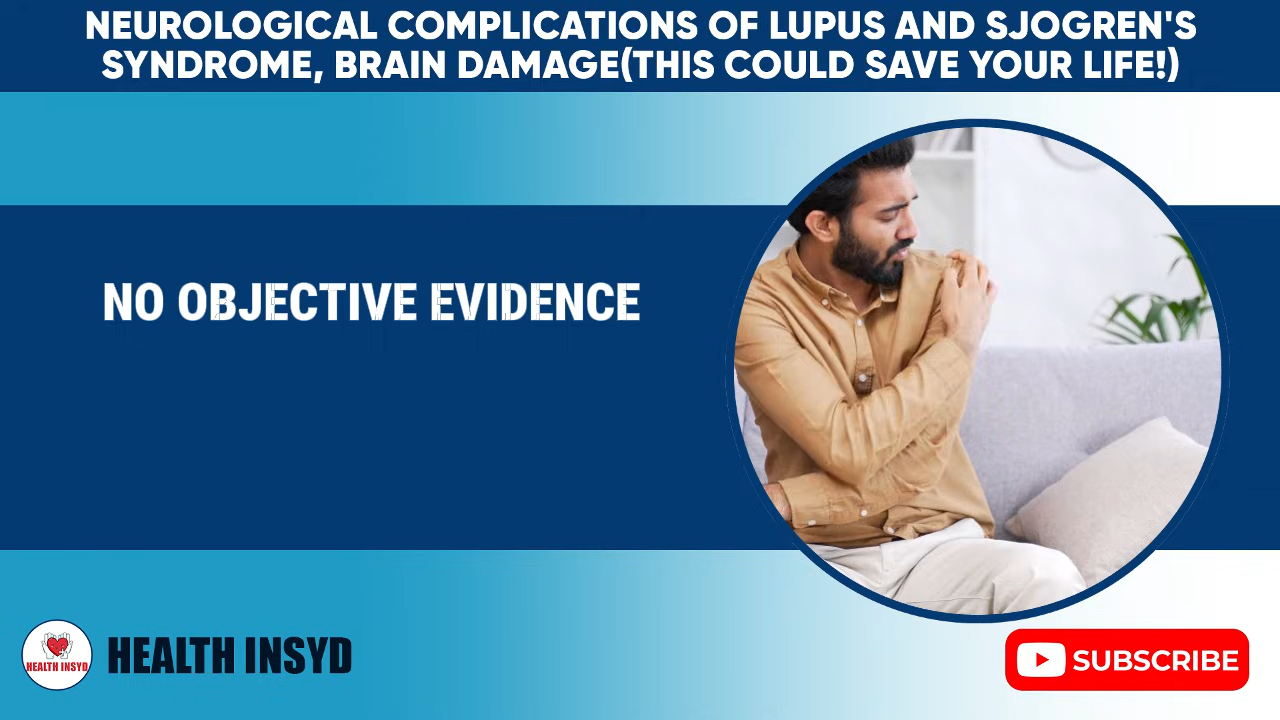 NEUROLOGICAL COMPLICATIONS OF LUPUS AND SJOGREN'S
SYNDROME, BRAIN DAMAGE(THIS COULD SAVE YOUR LIFE!)
NO OBJECTIVE EVIDENCE
HEALTH INSYD
HEALTH INSYD
SUBSCRIBE